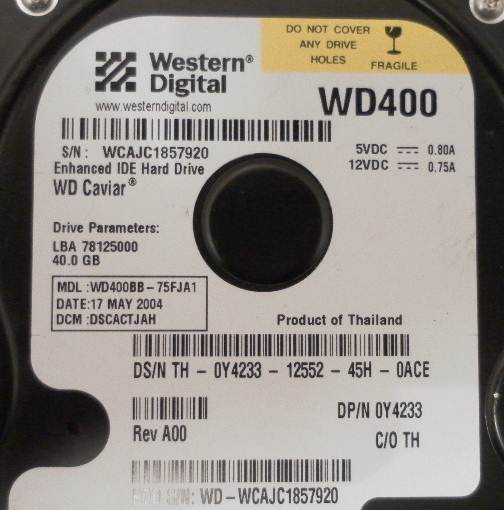 DO NOT COVER
ANY DRIVE
HOLES
FRAGILE
Western®
Digital
www.westerndigital.com
WD400
S/N: WCAJC1857920
5VDC 0.80A
Enhanced IDE Hard Drive
12VDC 0.75A
WD Caviar®
Drive Parameters:
LBA 78125000
40.0 GB
MDL :WD400BB-75FJA1
DATE:17 MAY 2004
DCM :DSCACTJAH
Product of Thailand
DS/N TH - 0Y4233 - 12552 - 45H - 0ACE
DP/N 0Y4233
Rev A00
C/O TH
S/N: WD-WCAJC1857920